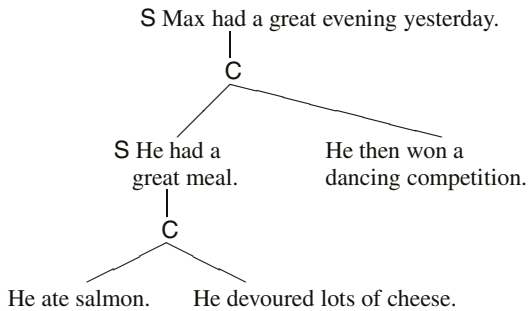 S Max had a great evening yesterday.
C
S He had a
great meal.
He then won a
dancing competition.
C
He ate salmon.
He devoured lots of cheese.